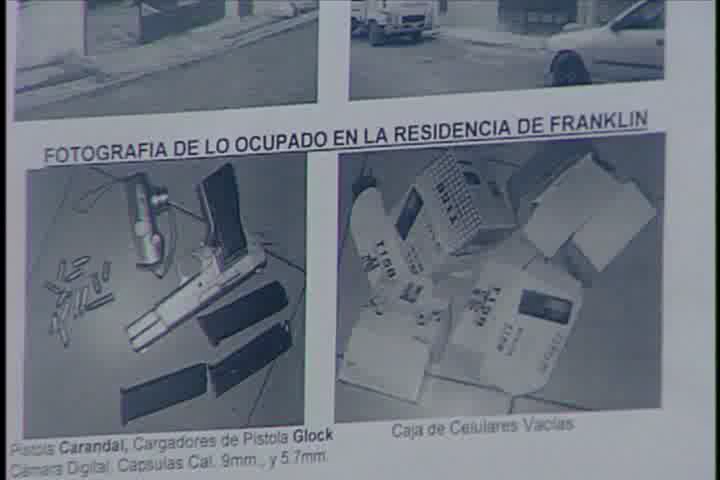 FOTOGRAFIA DE LO OCUPADO EN LA RESIDENCIA DE FRANKLIN
Pistola Carandal, Cargadores de Pistola Glock
Cámara Digital. Capsulas Cal. 9mm., y 5.7mm.
Caja de Celulares Vacías